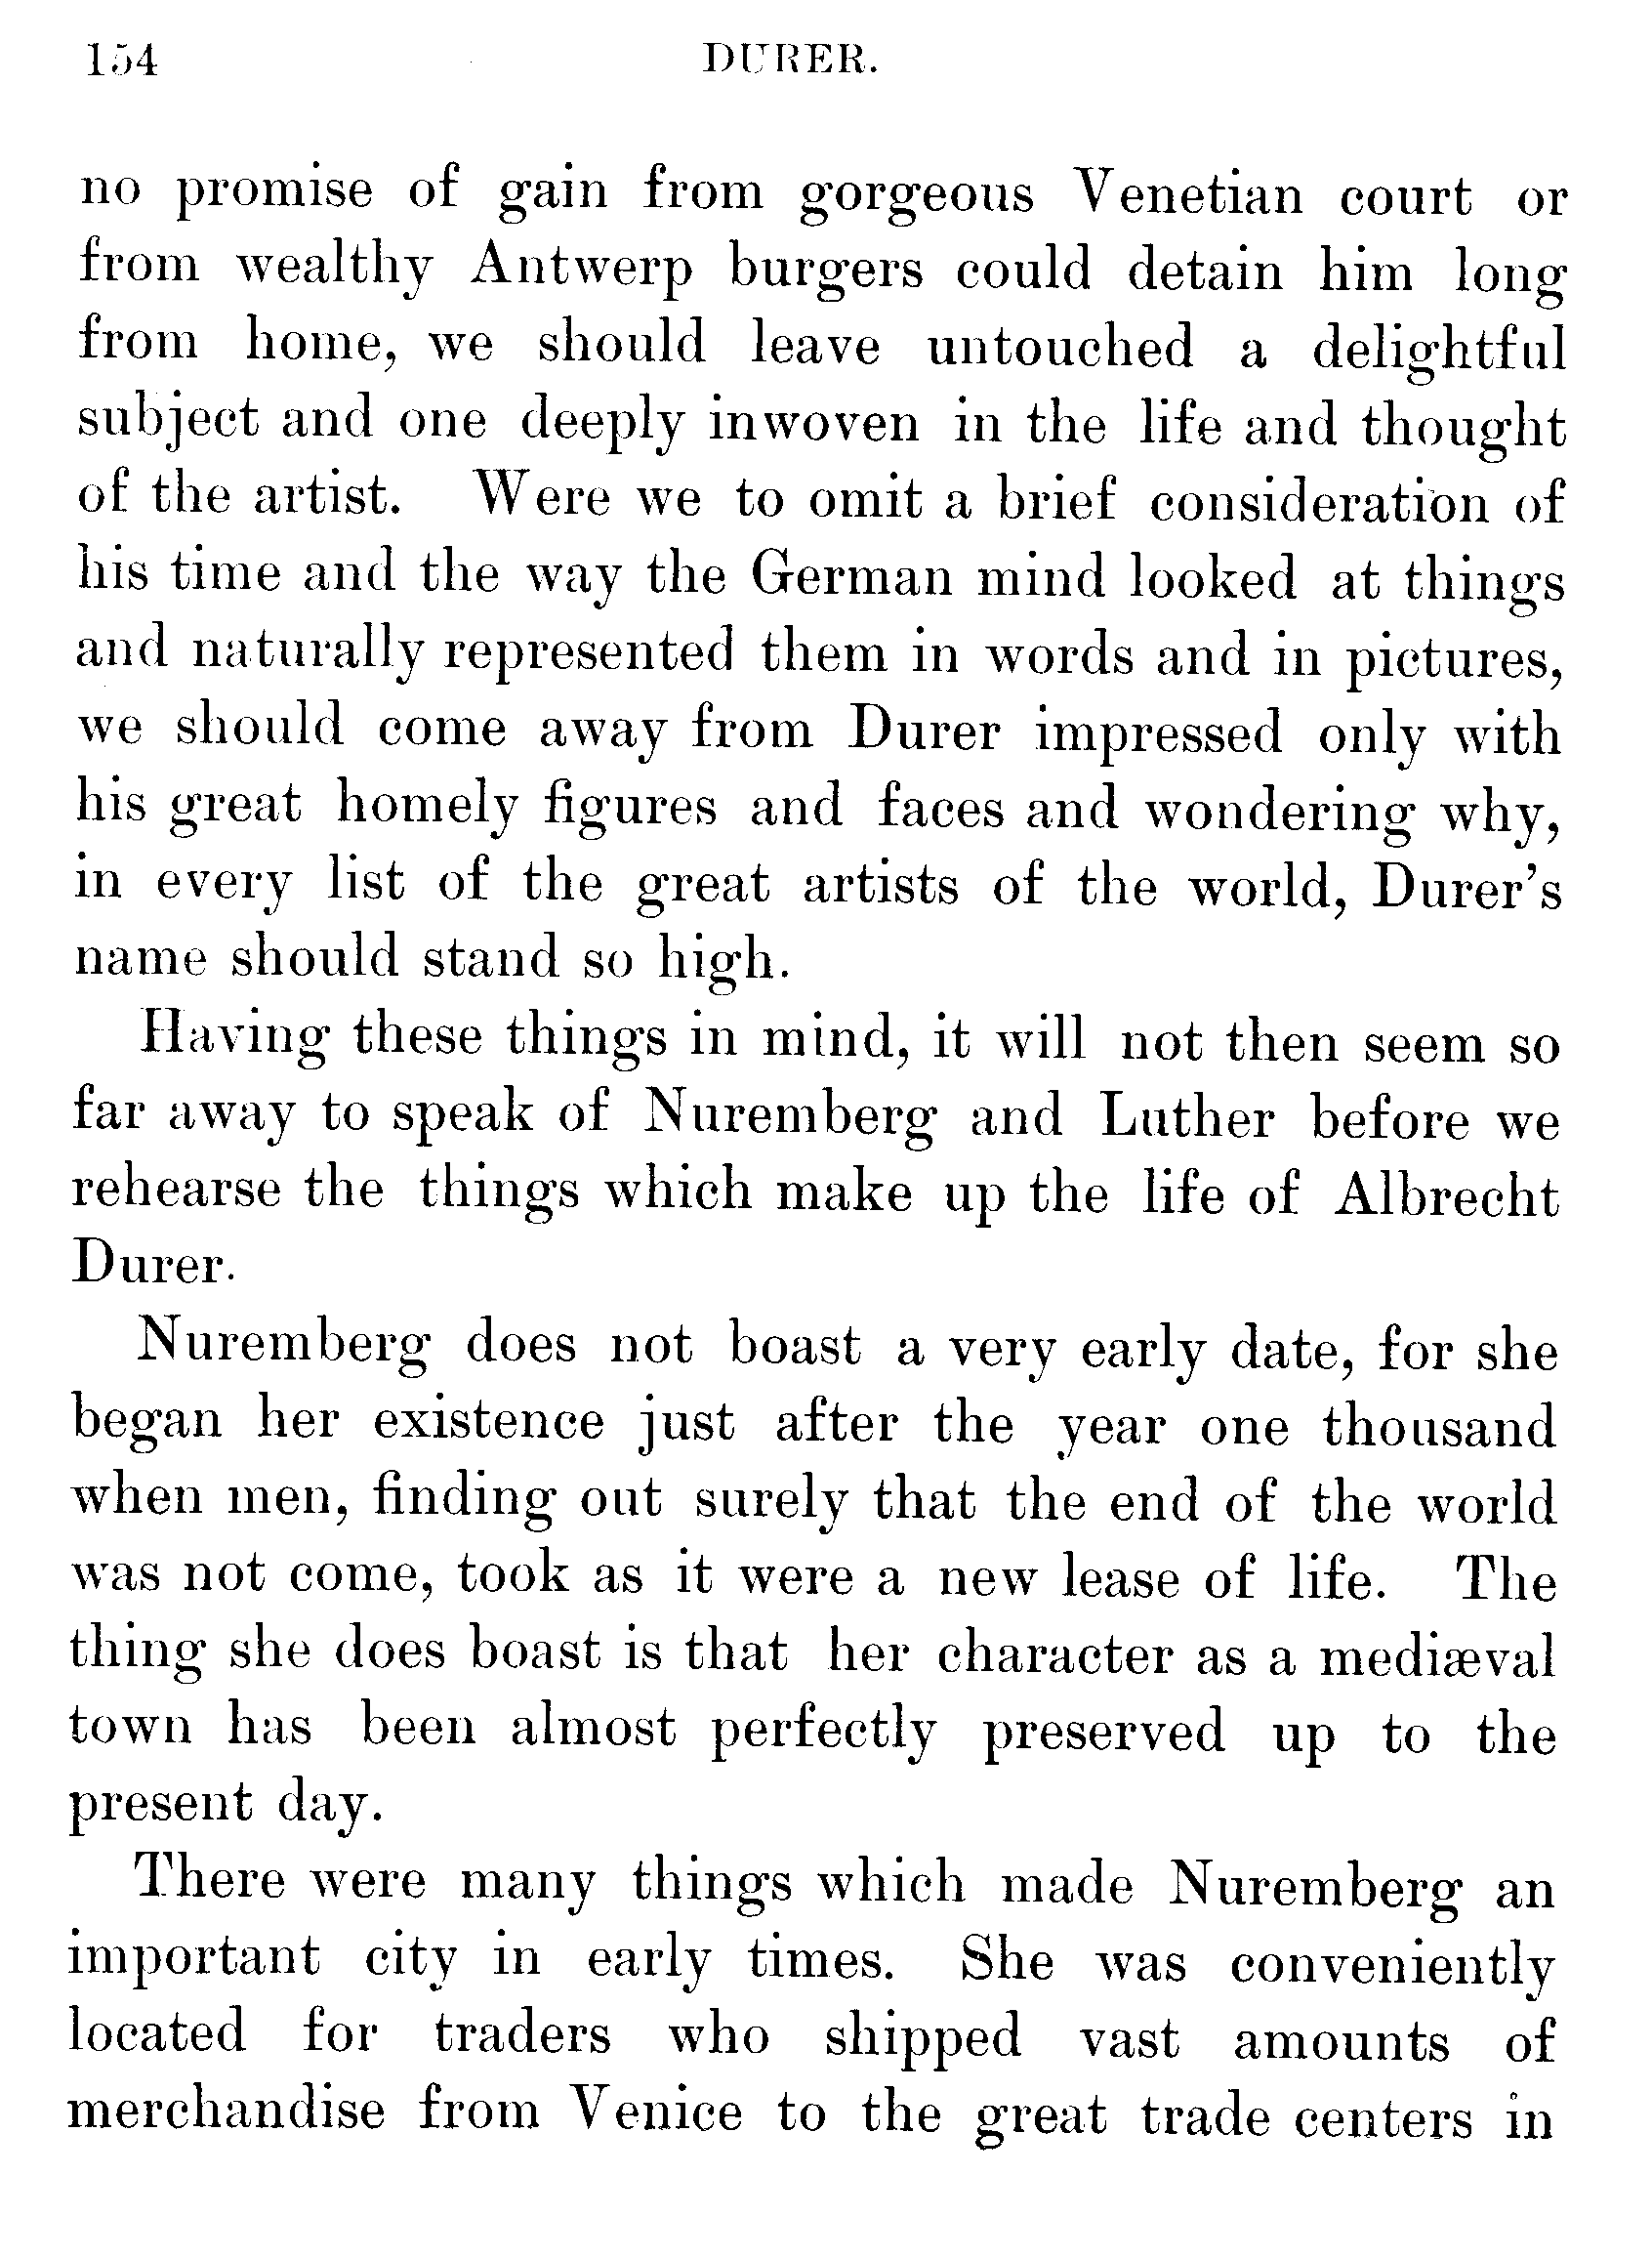 154 DURER.
no promise of gain from gorgeous Venetian court or
from wealthy Antwerp burgers could detain him long
from home, we should leave untouched a delightful
subject and one deeply inwoven in the life and thought
of the artist. Were we to omit a brief consideration of
his time and the way the German mind looked at things
and naturally represented them in words and in pictures,
we should come away from Durer impressed only with
his great homely figures and faces and wondering why,
in every list of the great artists of the world, Durer's
name should stand so high.
Having these things in mind, it will not then seem so
far away to speak of Nuremberg and Luther before we
rehearse the things which make up the life of Albrecht
Durer.
Nuremberg does not boast a very early date, for she
began her existence just after the year one thousand
when men, finding out surely that the end of the world
was not come, took as it were a new lease of life. The
thing she does boast is that her character as a mediæval
town has been almost perfectly preserved up to the
present day.
There were many things which made Nuremberg an
important city in early times. She was conveniently
located for traders who shipped vast amounts of
merchandise from Venice to the great trade centers in